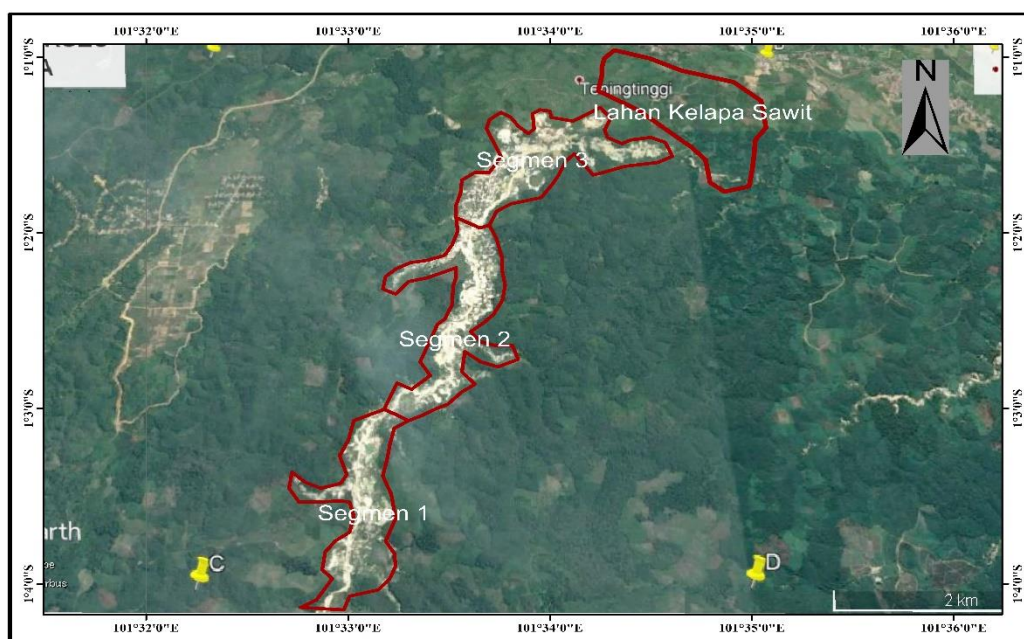 101°32'0"E 101°33'0"E 101°34'0"E 101°35'0"E 101°36'0"E
1°1'0"S 1°1'0"S
A
N
Tebingtinggi
Lahan Kelapa Sawit
Segmen 3
1°2'0"S 1°2'0"S
Segmen 2
1°3'0"S 1°3'0"S
Segmen 1
arth
C D
rbus
2 km
1°4'0"S 1°4'0"S
101°32'0"E 101°33'0"E 101°34'0"E 101°35'0"E 101°36'0"E